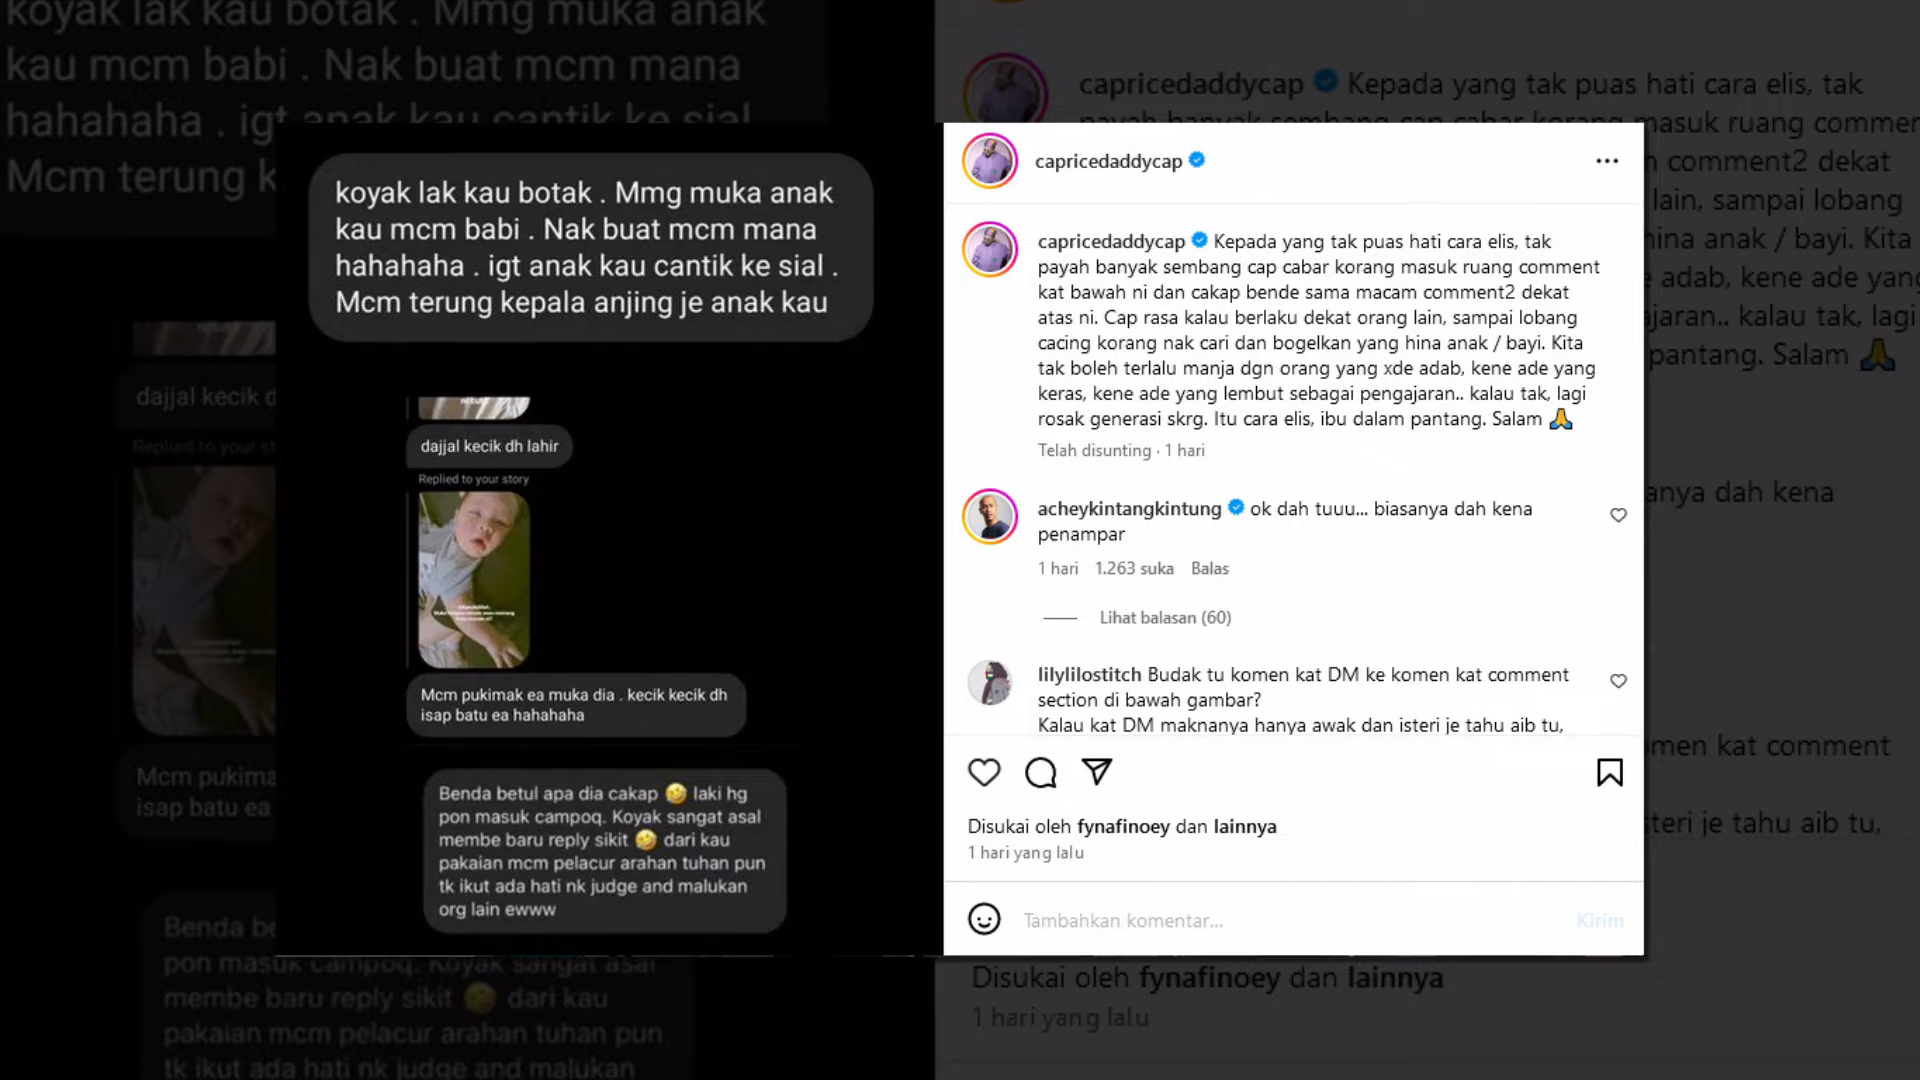 koyak lak kau botak . Mmg muka anak
kau mcm babi . Nak buat mcm mana
hahahaha . igt anak kau cantik ke sial .
Mcm terung kepala anjing je anak kau
dajjal kecik dh lahir
Replied to your story
Mcm pukimak ea muka dia . kecik kecik dh
isap batu ea hahahaha
Benda betul apa dia cakap 🤣 laki hg
pon masuk campoq. Koyak sangat asal
membe baru reply sikit 🤣 dari kau
pakaian mcm pelacur arahan tuhan pun
tk ikut ada hati nk judge and malukan
org lain ewww
capricedaddycap
capricedaddycap Kepada yang tak puas hati cara elis, tak
payah banyak sembang cap cabar korang masuk ruang comment
kat bawah ni dan cakap bende sama macam comment2 dekat
atas ni. Cap rasa kalau berlaku dekat orang lain, sampai lobang
cacing korang nak cari dan bogelkan yang hina anak / bayi. Kita
tak boleh terlalu manja dgn orang yang xde adab, kene ade yang
keras, kene ade yang lembut sebagai pengajaran.. kalau tak, lagi
rosak generasi skrg. Itu cara elis, ibu dalam pantang. Salam 🙏
Telah disunting · 1 hari
acheykintangkintung ok dah tuuu... biasanya dah kena
penampar
1 hari 1.263 suka Balas
Lihat balasan (60)
lilylilostitch Budak tu komen kat DM ke komen kat comment
section di bawah gambar?
Kalau kat DM maknanya hanya awak dan isteri je tahu aib tu,
Disukai oleh fynafinoey dan lainnya
1 hari yang lalu
Tambahkan komentar...
Kirim